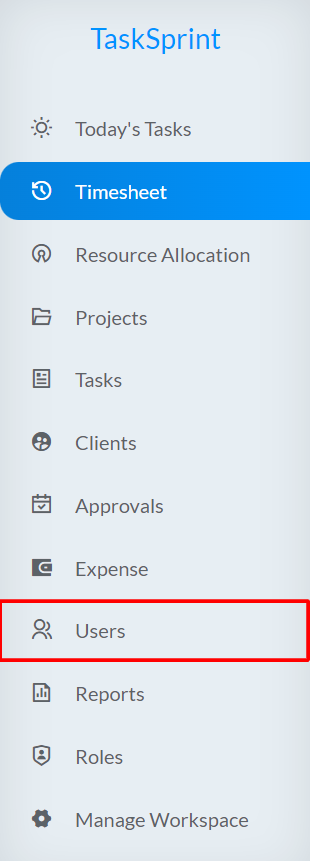 TaskSprint
Today's Tasks
Timesheet
Resource Allocation
Projects
Tasks
Clients
Approvals
Expense
Users
Reports
Roles
Manage Workspace